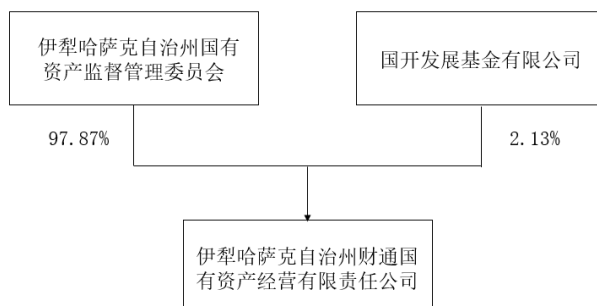 伊犁哈萨克自治州国有
资产监督管理委员会
国开发展基金有限公司
97.87%
2.13%
伊犁哈萨克自治州财通国
有资产经营有限责任公司